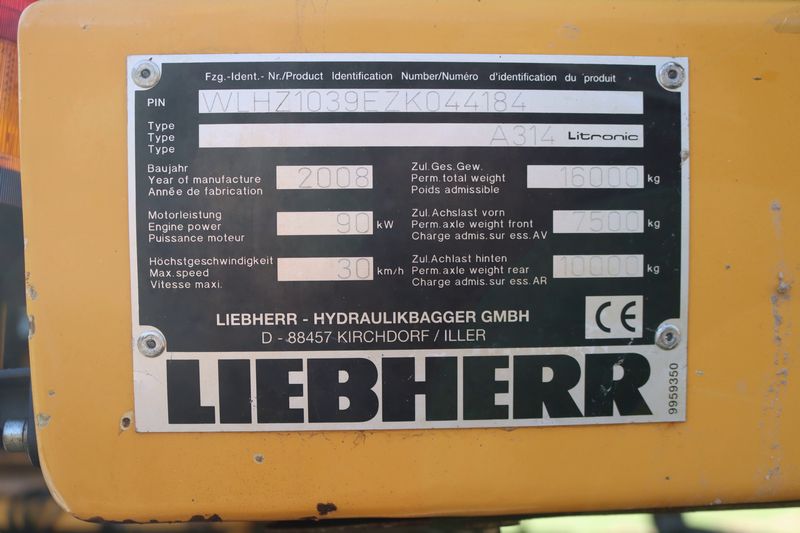 Fzg.-Ident.- Nr./Product Identification Number/Numéro d'identification du produit
PIN WLHZ1039EZK044184
Type
Type A314 Litronic
Type
Baujahr
Year of manufacture 2008
Année de fabrication
Zul.Ges.Gew.
Perm.total weight 16000 kg
Poids admissible
Motorleistung
Engine power 90 kW
Puissance moteur
Zul.Achslast vorn
Perm.axle weight front 7500 kg
Charge admis.sur ess.AV
Höchstgeschwindigkeit
Max.speed 30 km/h
Vitesse maxi.
Zul.Achlast hinten
Perm.axle weight rear 10000 kg
Charge admis.sur ess.AR
LIEBHERR - HYDRAULIKBAGGER GMBH
D - 88457 KIRCHDORF / ILLER
CE
LIEBHERR
9959350